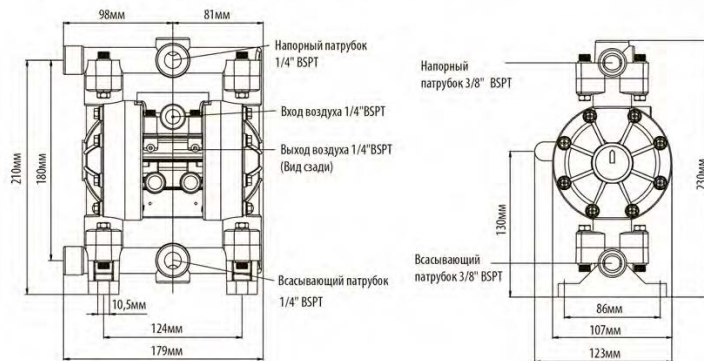 98мм
81мм
Напорный патрубок
1/4" BSPT
Вход воздуха 1/4"BSPT
Выход воздуха 1/4"BSPT
(Вид сзади)
210мм
180мм
Всасывающий патрубок
1/4" BSPT
10,5мм
124мм
179мм
Напорный
патрубок 3/8" BSPT
230мм
130мм
Всасывающий
патрубок 3/8" BSPT
86мм
107мм
123мм